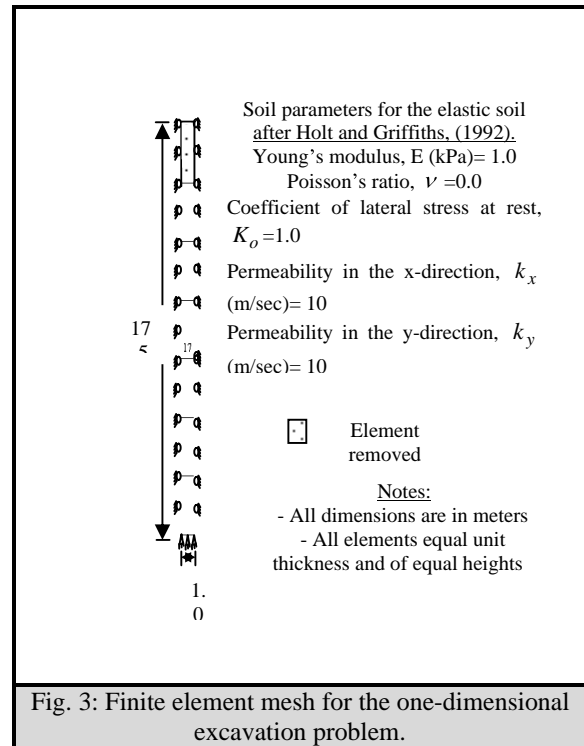 Soil parameters for the elastic soil
after Holt and Griffiths, (1992).
Young's modulus, E (kPa)= 1.0
Poisson's ratio, ν =0.0
Coefficient of lateral stress at rest,
K_o =1.0
Permeability in the x-direction, k_x
(m/sec)= 10
17
Permeability in the y-direction, k_y
17
(m/sec)= 10
Element
removed
Notes:
- All dimensions are in meters
- All elements equal unit
thickness and of equal heights
1.
0
Fig. 3: Finite element mesh for the one-dimensional
excavation problem.